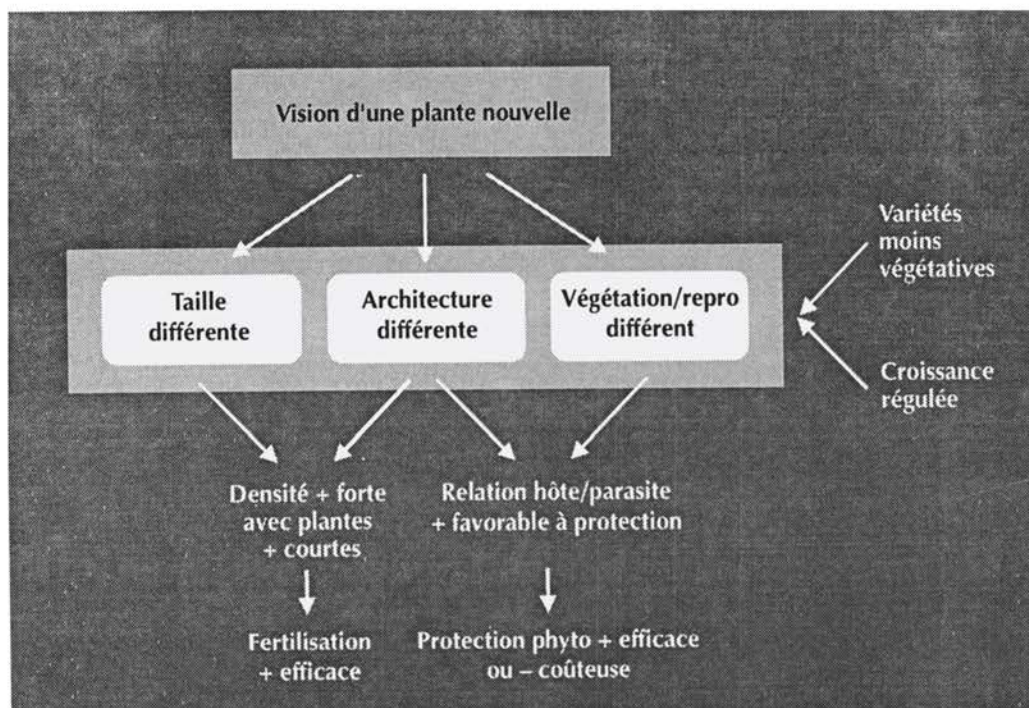 Vision d'une plante nouvelle
Taille
différente
Architecture
différente
Végétation/repro
différent
Variétés
moins
végétatives
Croissance
régulée
Densité + forte
avec plantes
+ courtes
Relation hôte/parasite
+ favorable à protection
Fertilisation
+ efficace
Protection phyto + efficace
ou – coûteuse